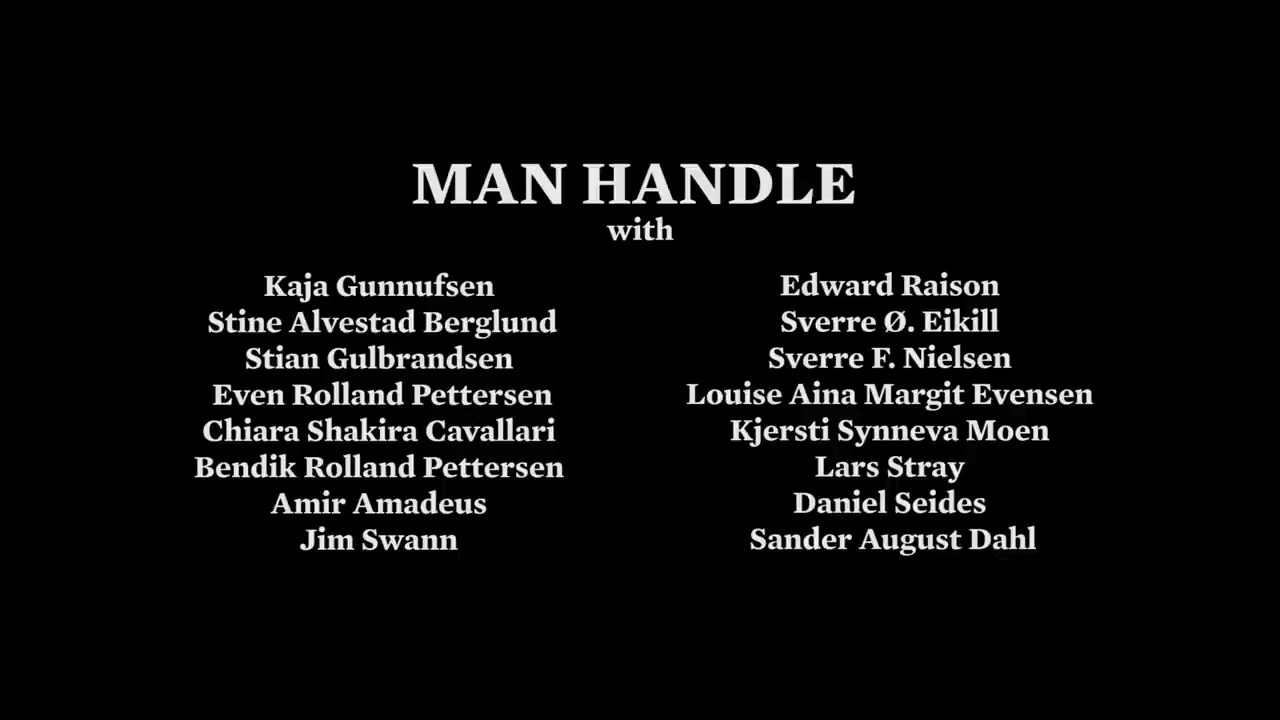 MAN HANDLE
with
Kaja Gunnufsen
Stine Alvestad Berglund
Stian Gulbrandsen
Even Rolland Pettersen
Chiara Shakira Cavallari
Bendik Rolland Pettersen
Amir Amadeus
Jim Swann
Edward Raison
Sverre Ø. Eikill
Sverre F. Nielsen
Louise Aina Margit Evensen
Kjersti Synneva Moen
Lars Stray
Daniel Seides
Sander August Dahl